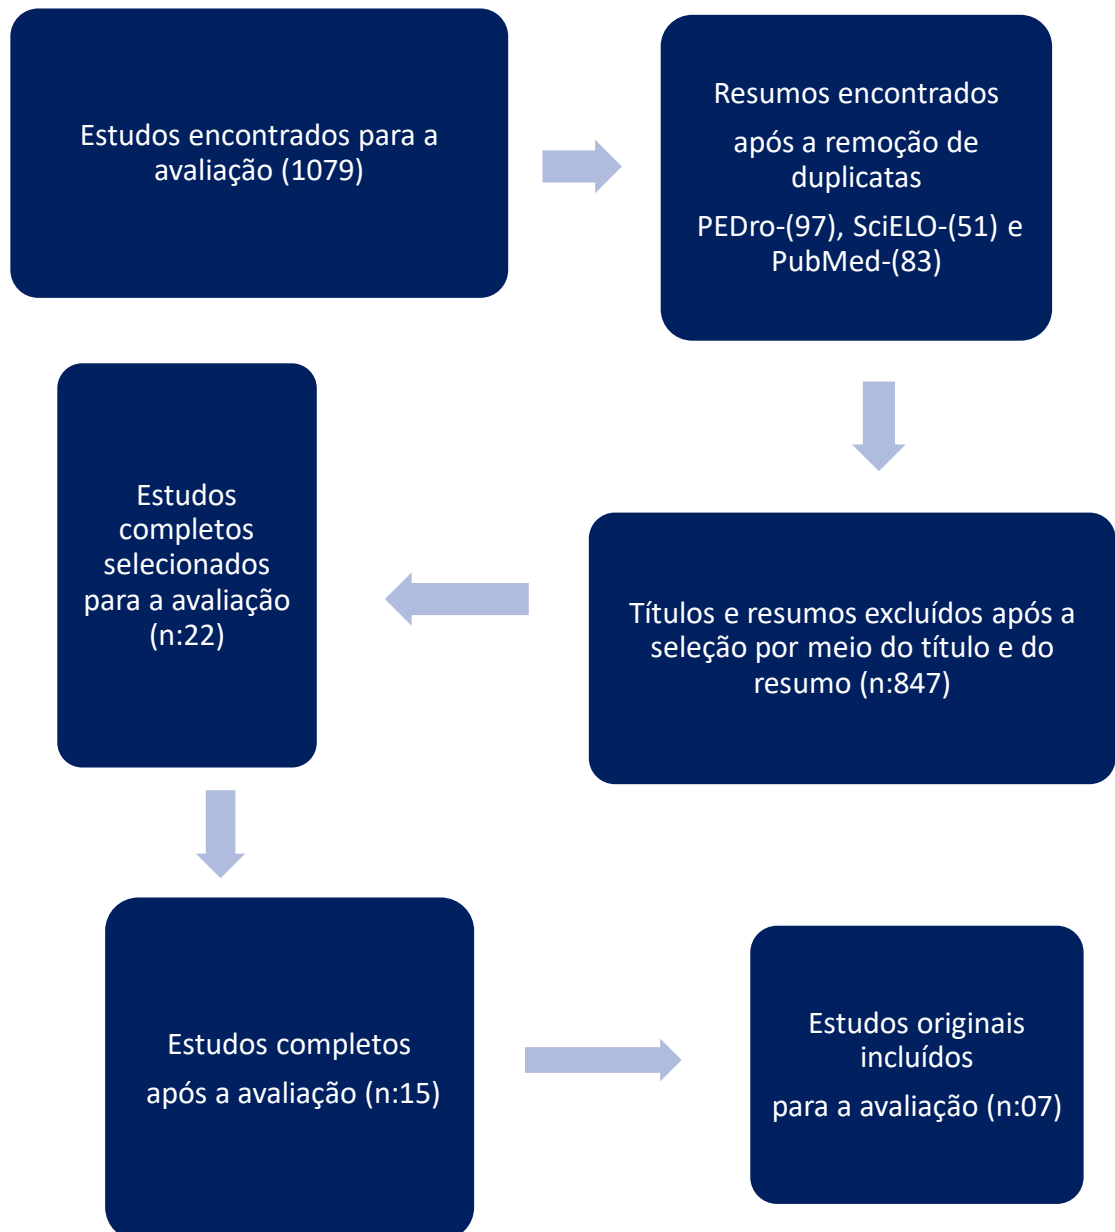 Estudos encontrados para a
avaliação (1079)
Resumos encontrados
após a remoção de
duplicatas
PEDro-(97), SciELO-(51) e
PubMed-(83)
Títulos e resumos excluídos após a
seleção por meio do título e do
resumo (n:847)
Estudos
completos
selecionados
para a avaliação
(n:22)
Estudos completos
após a avaliação (n:15)
Estudos originais
incluídos
para a avaliação (n:07)